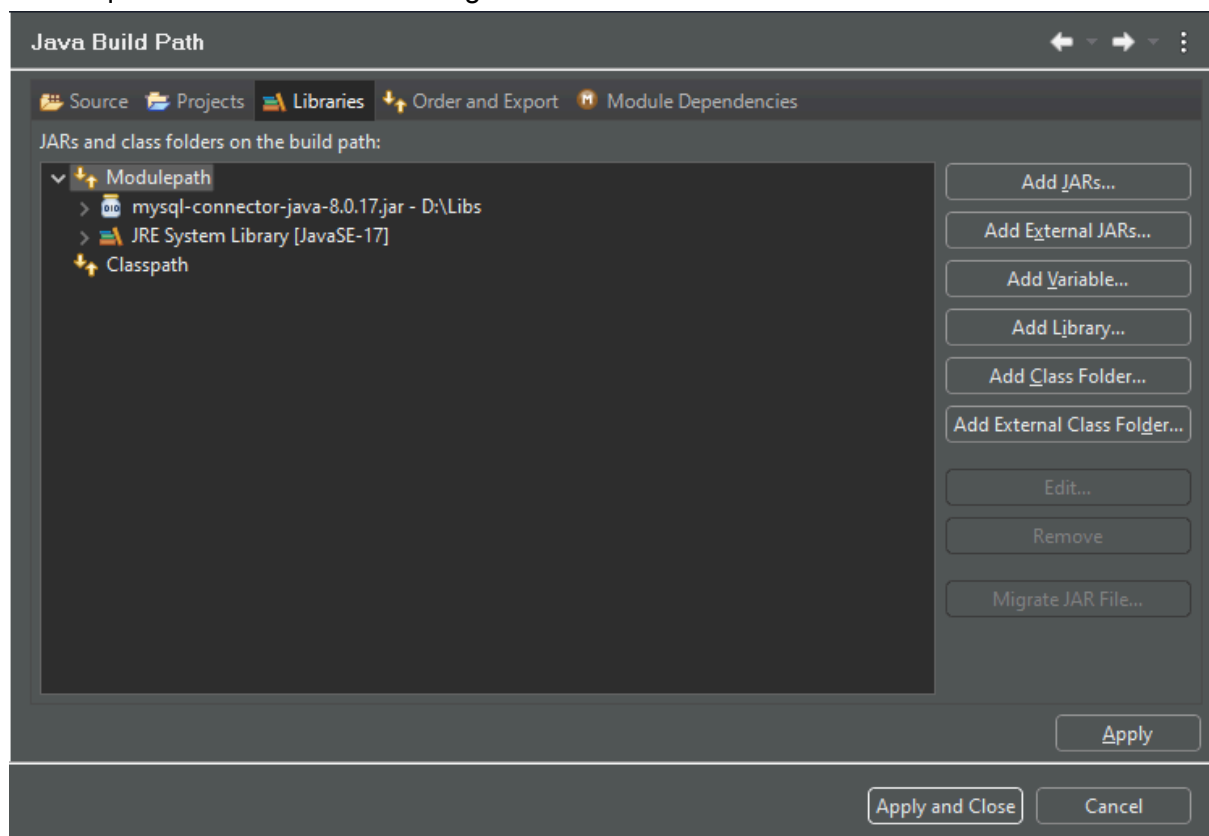 Java Build Path
Source Projects Libraries Order and Export Module Dependencies
JARs and class folders on the build path:
Modulepath
mysql-connector-java-8.0.17.jar - D:\Libs
JRE System Library [JavaSE-17]
Classpath
Add JARs...
Add External JARs...
Add Variable...
Add Library...
Add Class Folder...
Add External Class Folder...
Edit...
Remove
Migrate JAR File...
Apply
Apply and Close Cancel